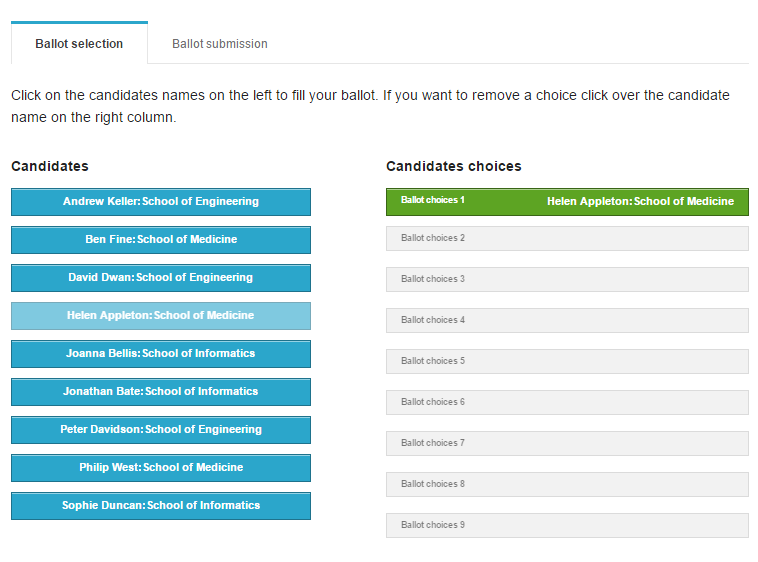 Ballot selection
Ballot submission
Click on the candidates names on the left to fill your ballot. If you want to remove a choice click over the candidate
name on the right column.
Candidates
Andrew Keller: School of Engineering
Ben Fine: School of Medicine
David Dwan: School of Engineering
Helen Appleton: School of Medicine
Joanna Bellis: School of Informatics
Jonathan Bate: School of Informatics
Peter Davidson: School of Engineering
Philip West: School of Medicine
Sophie Duncan: School of Informatics
Candidates choices
Ballot choices 1 Helen Appleton: School of Medicine
Ballot choices 2
Ballot choices 3
Ballot choices 4
Ballot choices 5
Ballot choices 6
Ballot choices 7
Ballot choices 8
Ballot choices 9